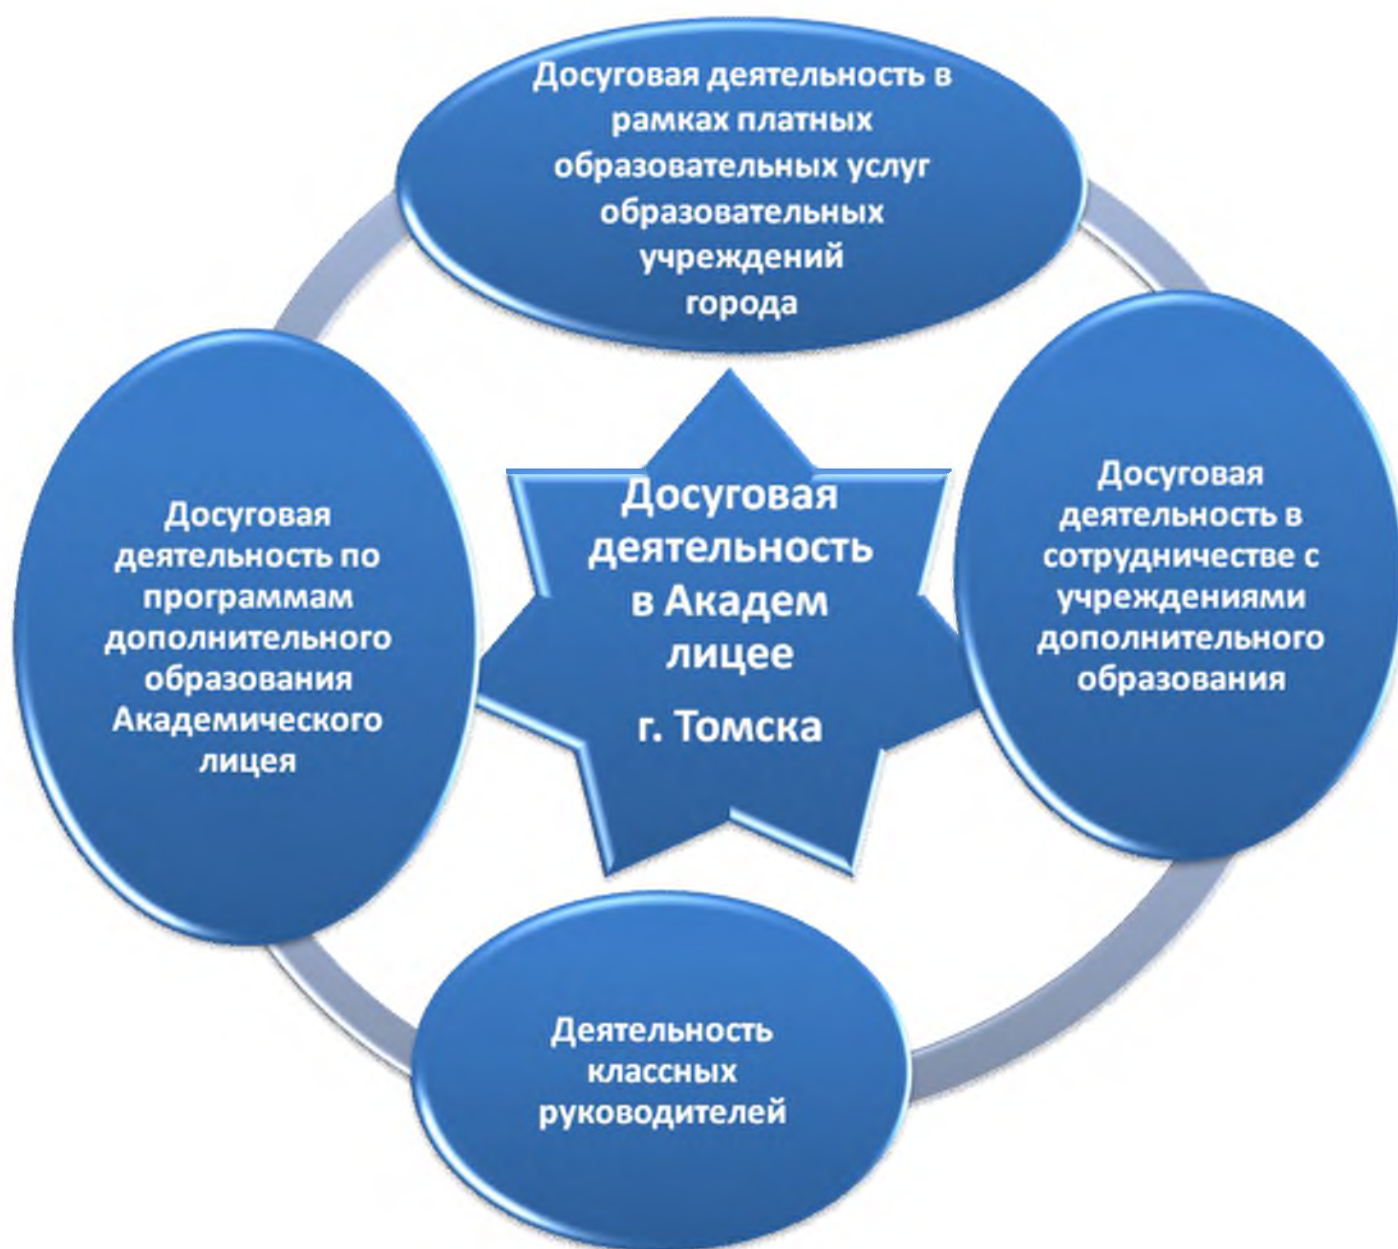 Досуговая деятельность в
рамках платных
образовательных услуг
образовательных
учреждений
города
Досуговая
деятельность по
программам
дополнительного
образования
Академического
лицея
Досуговая
деятельность
в Академ
лицее
г. Томска
Досуговая
деятельность в
сотрудничестве с
учреждениями
дополнительного
образования
Деятельность
классных
руководителей